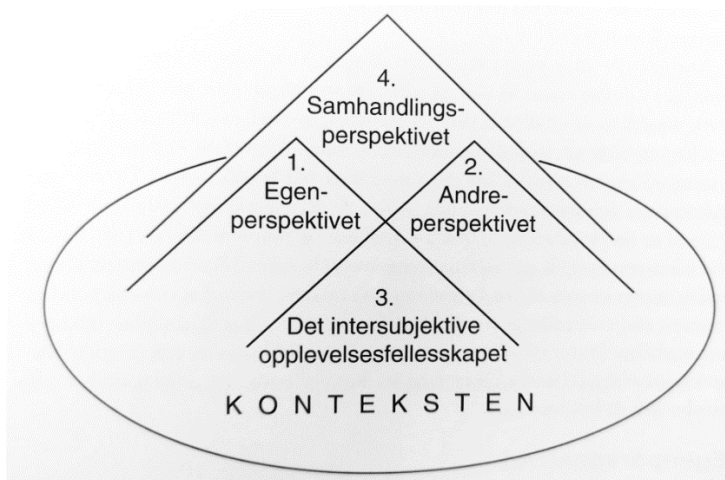 4.
Samhandlings-
perspektivet
1.
Egen-
perspektivet
2.
Andre-
perspektivet
3.
Det intersubjektive
opplevelsesfellesskapet
KONTEKSTEN